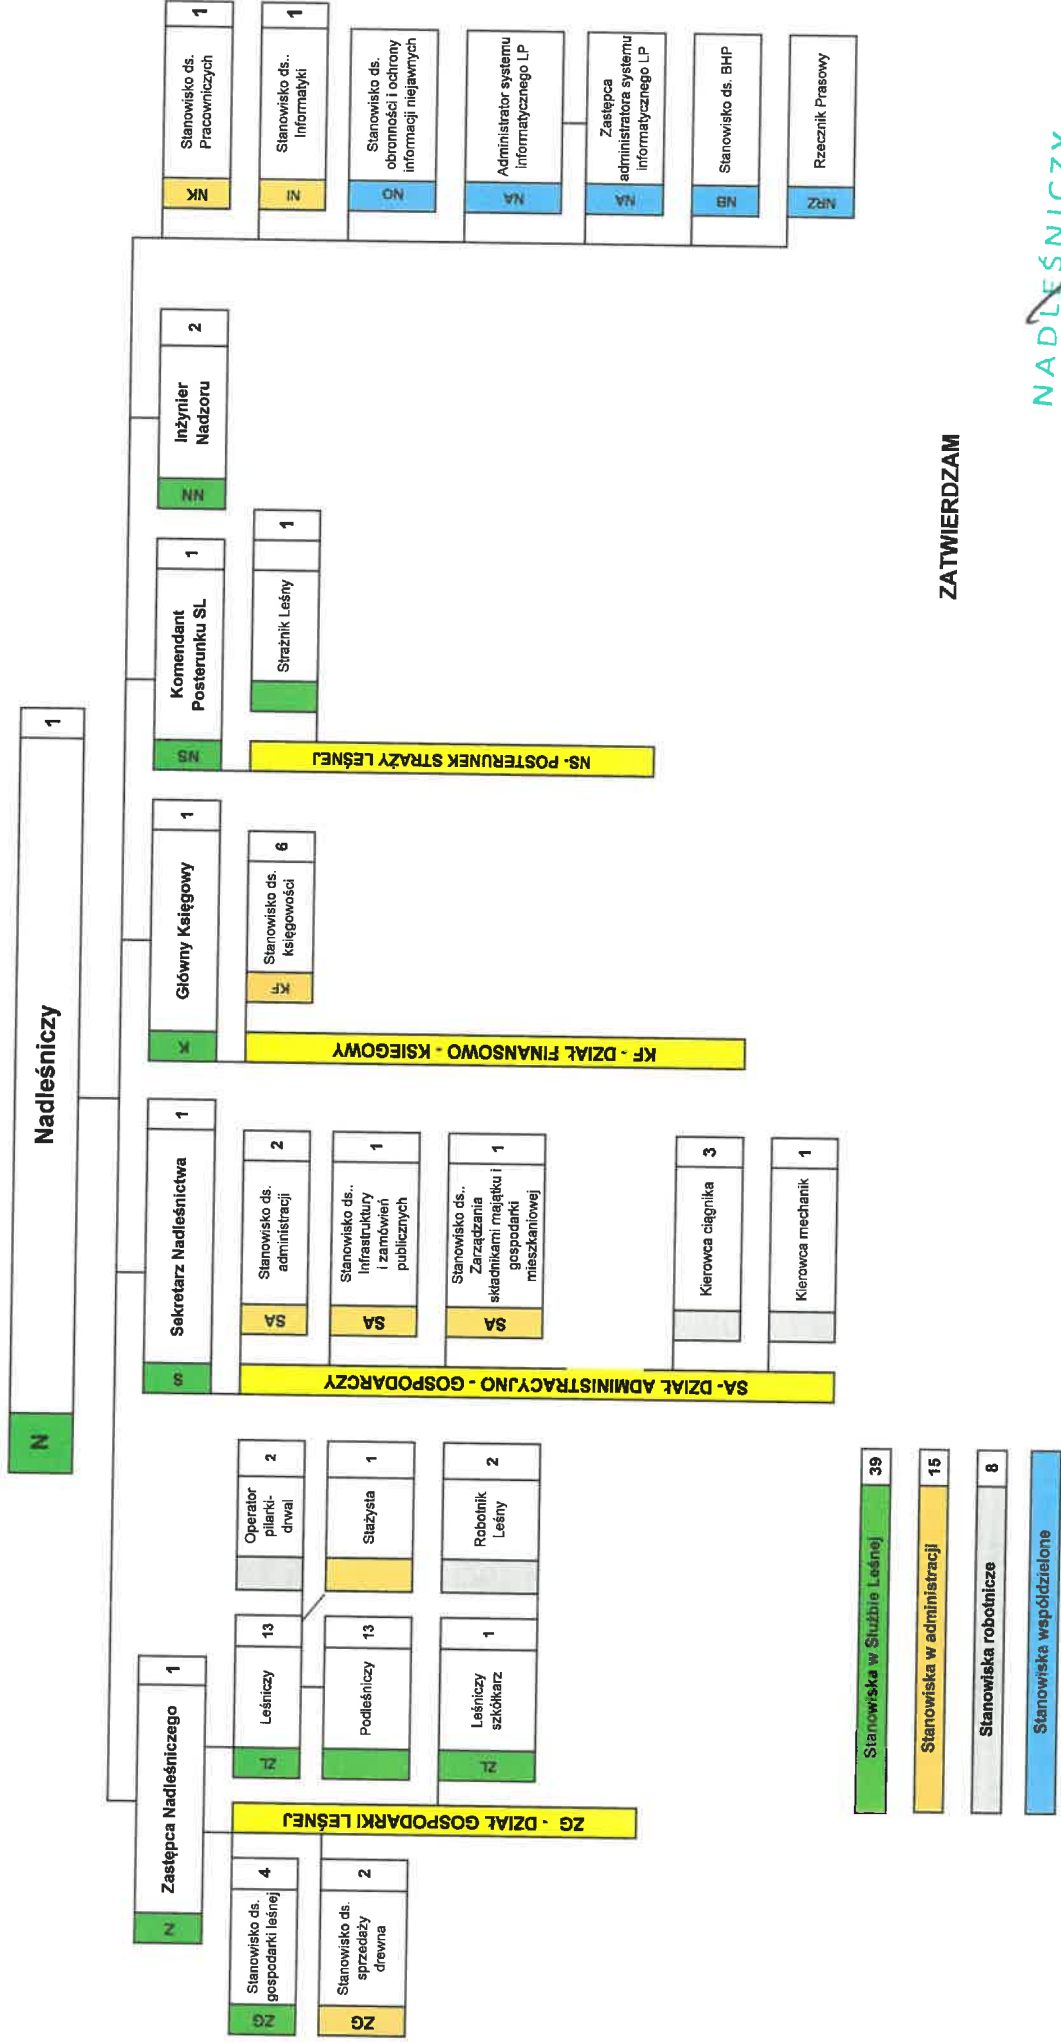 N
Nadleśniczy
1
Z
Zastępca Nadleśniczego
1
ZG
Stanowisko ds.
gospodarki leśnej
4
ZG
Stanowisko ds.
sprzedaży
drewna
2
ZG - DZIAŁ GOSPODARKI LEŚNEJ
ZL
Leśniczy
13
Podleśniczy
13
ZL
Leśniczy
szkółkarz
1
Operator
pilarki-
drwal
2
Stażysta
1
Robotnik
Leśny
2
S
Sekretarz Nadleśnictwa
1
SA- DZIAŁ ADMINISTRACYJNO - GOSPODARCZY
SA
Stanowisko ds.
administracji
2
SA
Stanowisko ds..
Infrastruktury
i zamówień
publicznych
1
SA
Stanowisko ds..
Zarządzania
składnikami majątku i
gospodarki
mieszkaniowej
1
Kierowca ciągnika
3
Kierowca mechanik
1
K
Główny Księgowy
1
KF - DZIAŁ FINANSOWO - KSIEGOWY
KF
Stanowisko ds.
księgowości
6
NS
Komendant
Posterunku SL
1
NS- POSTERUNEK STRAŻY LEŚNEJ
Strażnik Leśny
1
NN
Inżynier
Nadzoru
2
NK
Stanowisko ds.
Pracowniczych
1
NI
Stanowisko ds..
Informatyki
1
NO
Stanowisko ds.
obronności i ochrony
informacji niejawnych
NA
Administrator systemu
informatycznego LP
NA
Zastępca
administratora systemu
informatycznego LP
NB
Stanowisko ds. BHP
NRZ
Rzecznik Prasowy
Stanowiska w Służbie Leśnej
39
Stanowiska w administracji
15
Stanowiska robotnicze
8
Stanowiska współdzielone
ZATWIERDZAM
NADLEŚNICZY